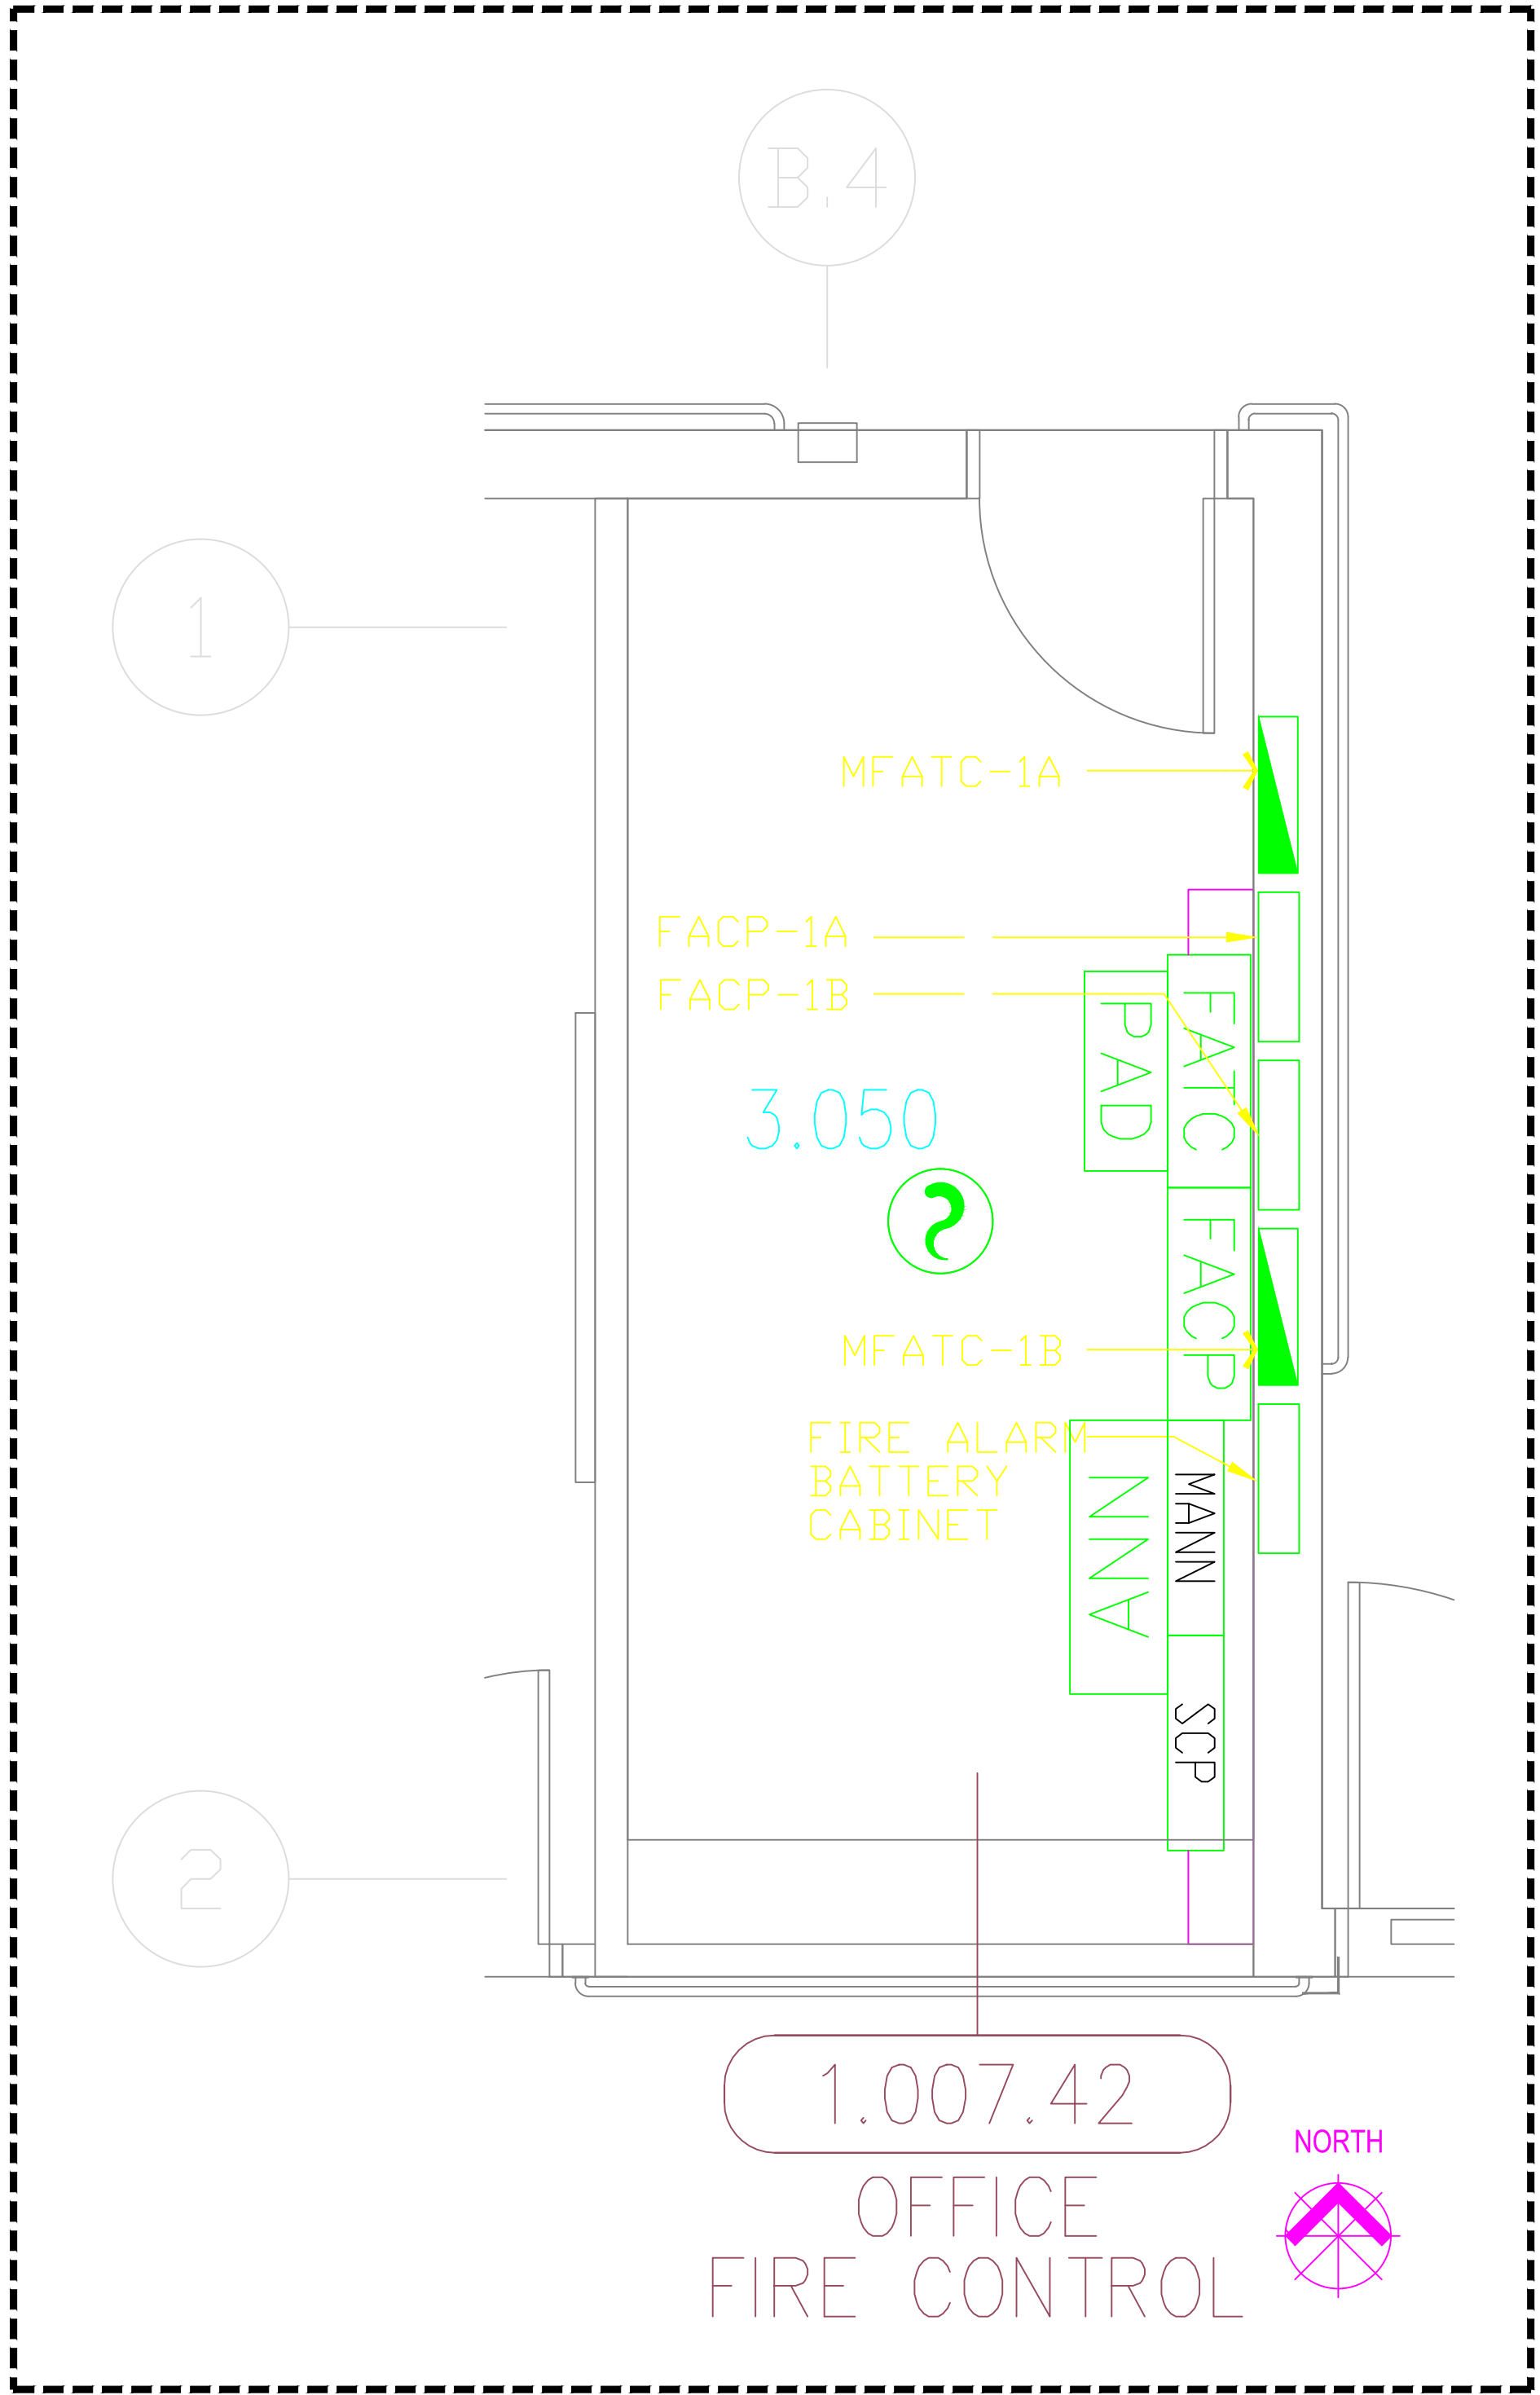 B.4
1
MFATC-1A
FACP-1A
FACP-1B
FATC
PAD
3.050
FACP
MFATC-1B
FIRE ALARM
BATTERY
CABINET
NNA
MANN
SCP
2
1.007.42
OFFICE
FIRE CONTROL
NORTH